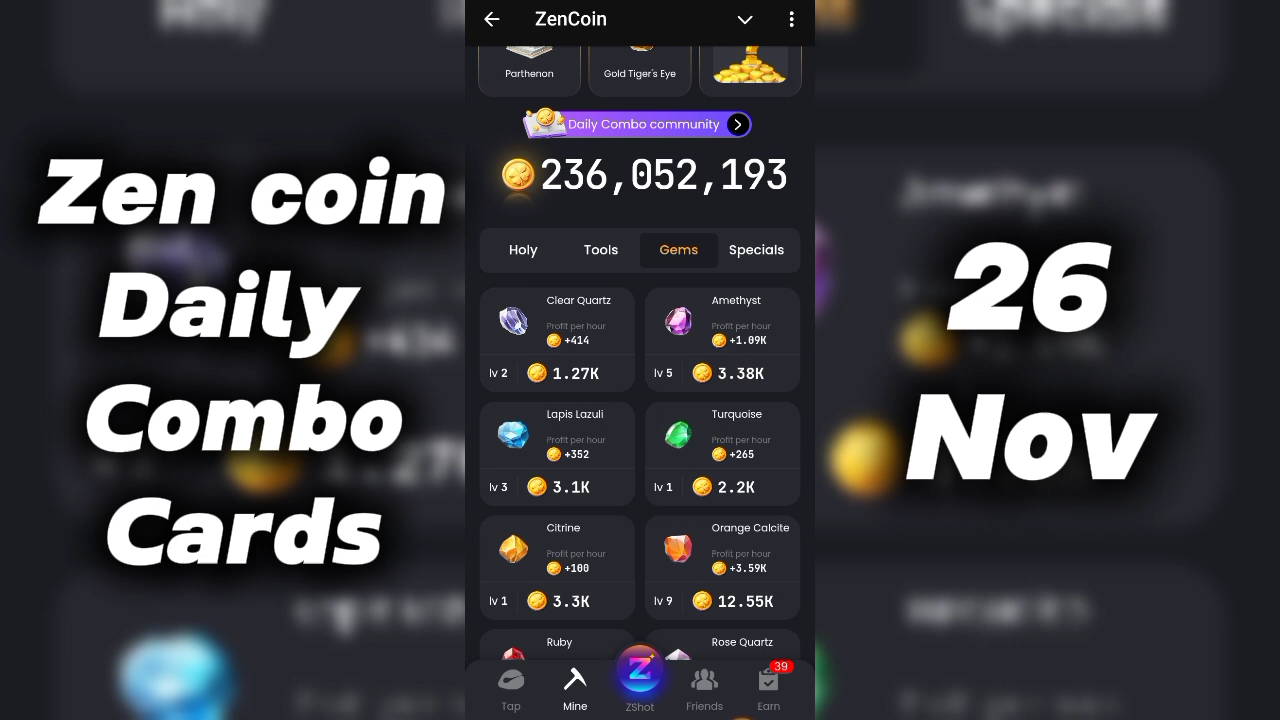 Zen coin
Daily
Combo
Cards
26
Nov
ZenCoin
Parthenon
Gold Tiger's Eye
Daily Combo community
236,052,193
Holy
Tools
Gems
Specials
Clear Quartz
Profit per hour
+414
lv 2
1.27K
Amethyst
Profit per hour
+1.09K
lv 5
3.38K
Lapis Lazuli
Profit per hour
+352
lv 3
3.1K
Turquoise
Profit per hour
+265
lv 1
2.2K
Citrine
Profit per hour
+100
lv 1
3.3K
Orange Calcite
Profit per hour
+3.59K
lv 9
12.55K
Ruby
Rose Quartz
Z
39
Tap
Mine
ZShot
Friends
Earn